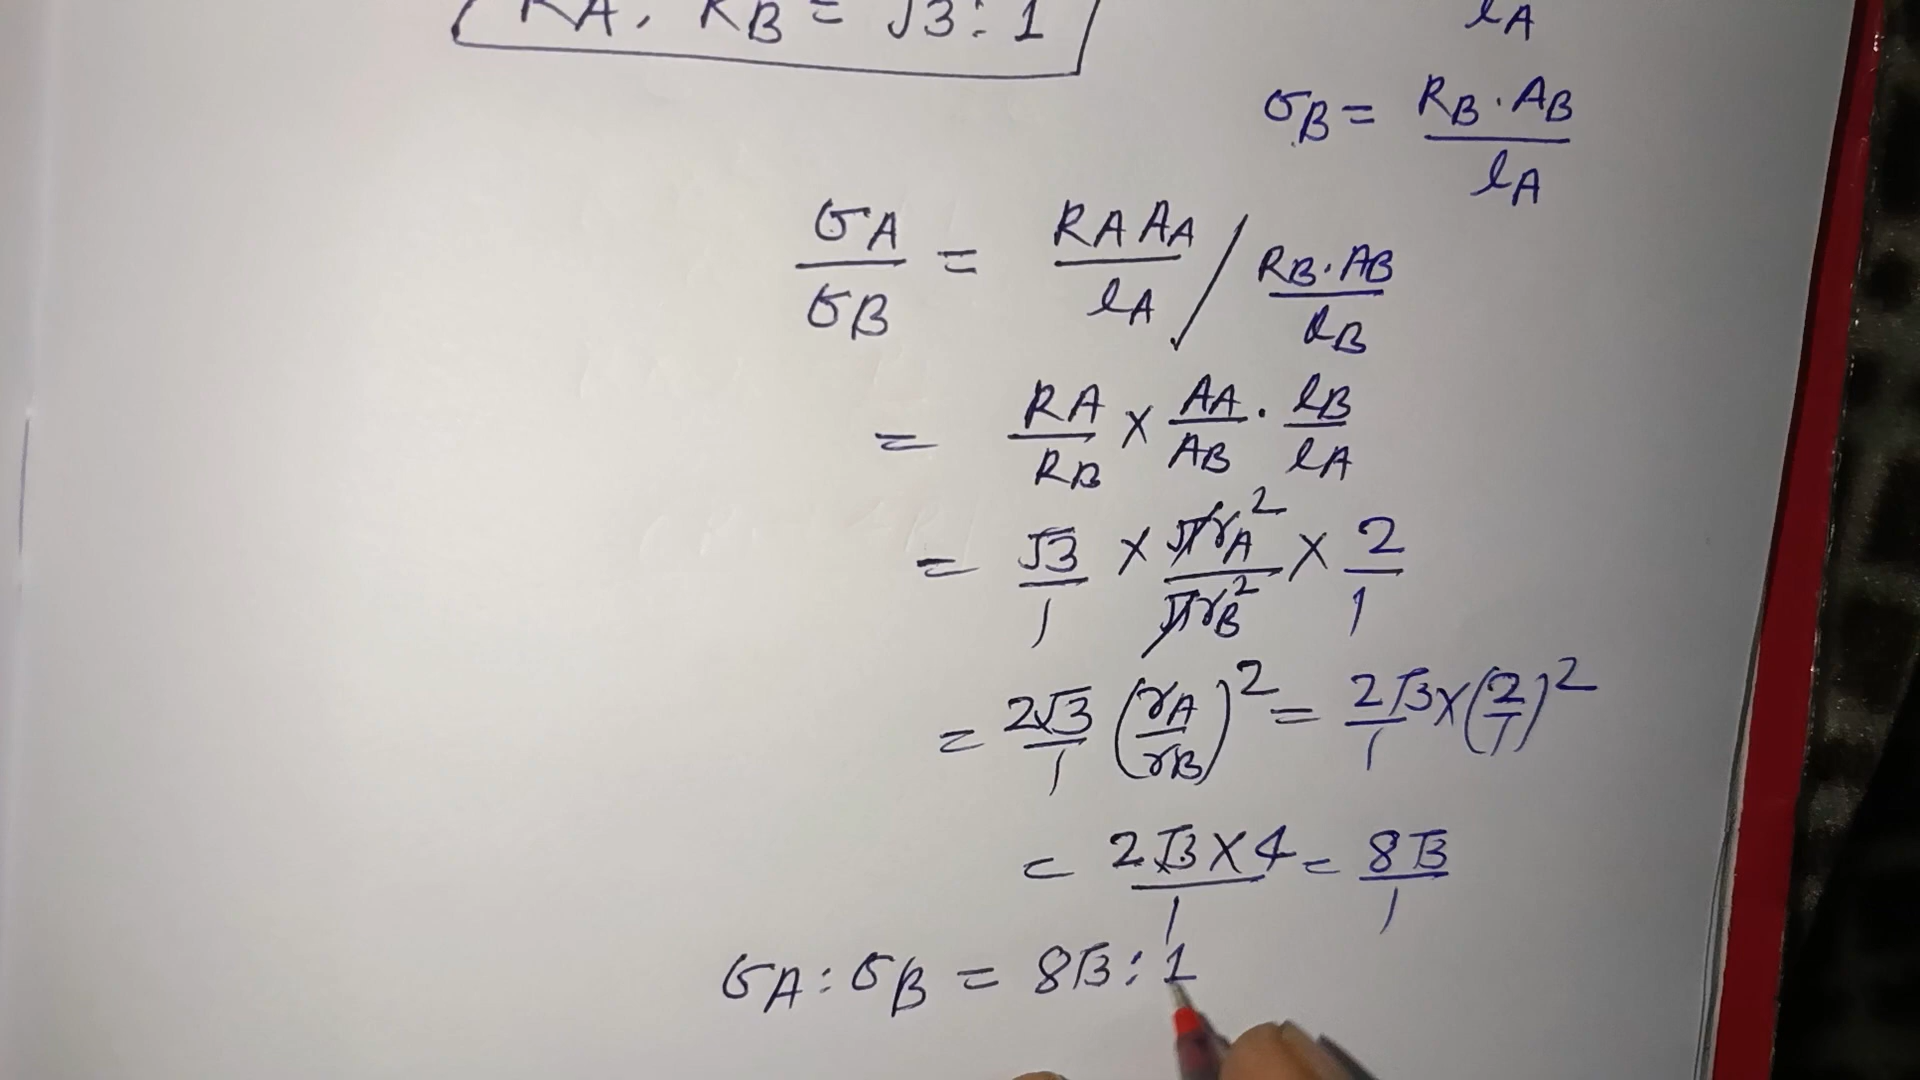 RA, RB = √3 : 1
lA
σB = RB · AB / lA
σA / σB = RA AA / lA / RB · AB / lB
= RA / RB × AA / AB · lB / lA
= √3 / 1 × πrA² / πrB² × 2 / 1
= 2√3 / 1 (rA / rB)² = 2√3 / 1 × (2 / 1)²
= 2√3 × 4 / 1 = 8√3 / 1
σA : σB = 8√3 : 1